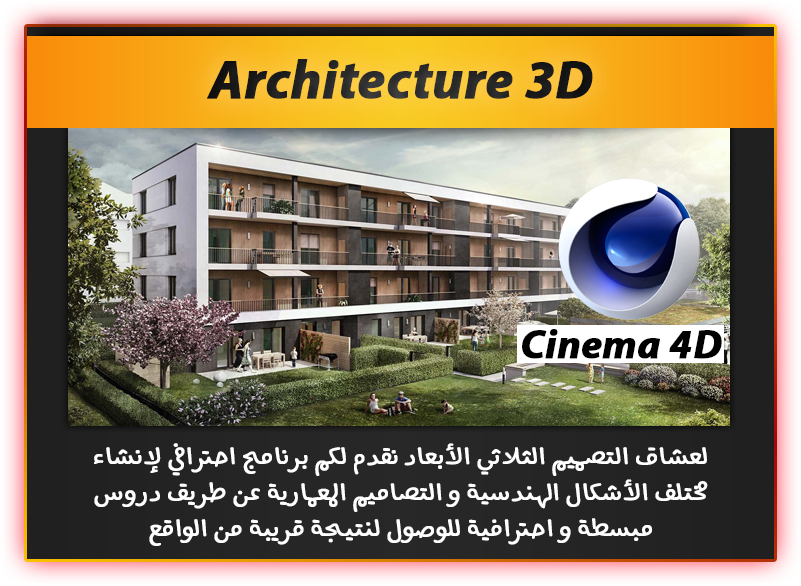 Architecture 3D
Cinema 4D
لعشاق التصميم الثلاثي الأبعاد نقدم لكم برنامج احترافي لإنشاء
مختلف الأشكال الهندسية و التصاميم المعمارية عن طريق دروس
مبسطة و احترافية للوصول لنتيجة قريبة من الواقع